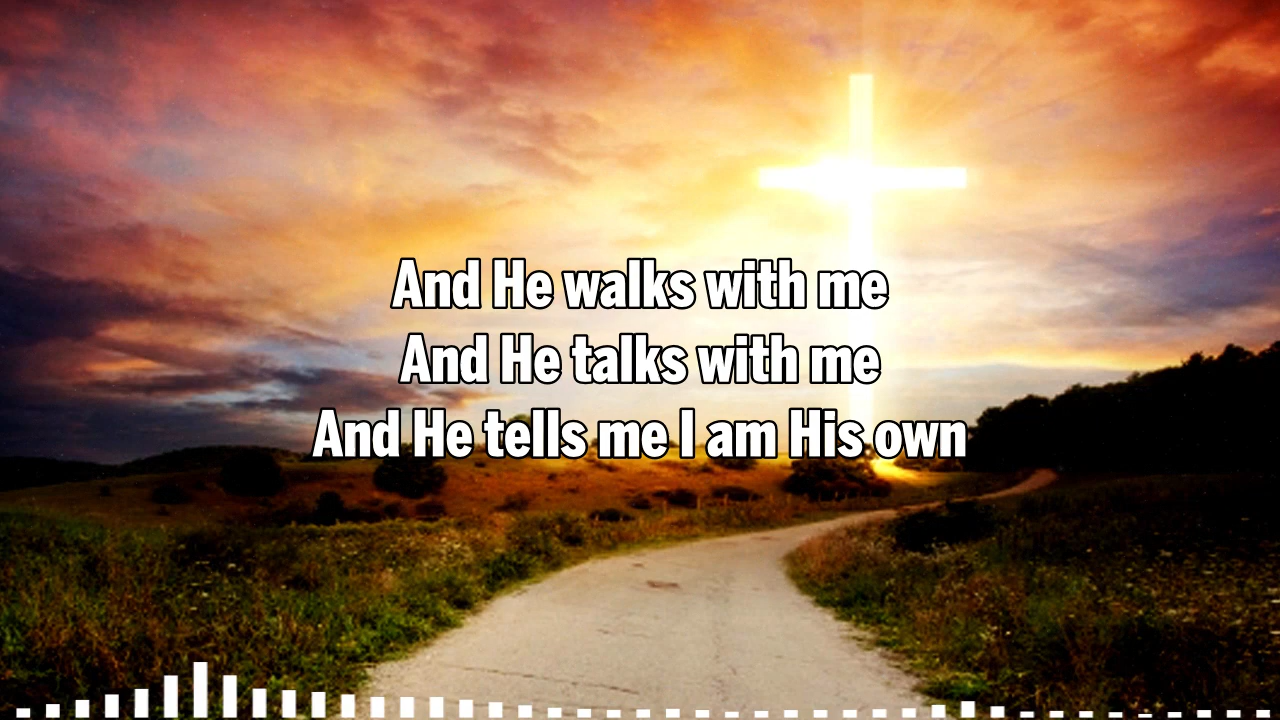 And He walks with me
And He talks with me
And He tells me I am His own